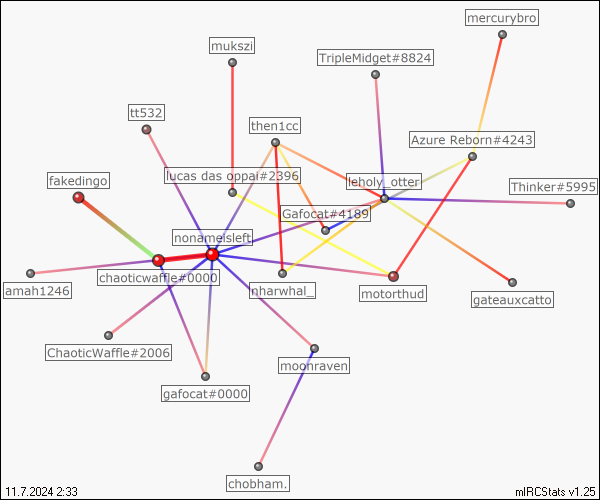 mercurybro
mukszi
TripleMidget#8824
tt532
then1cc
Azure Reborn#4243
fakedingo
lucas das oppai#2396
leholy_otter
Thinker#5995
Gafocat#4189
nonameisleft
chaoticwaffle#0000
amah1246
nharwhal_
motorthud
gateauxcatto
ChaoticWaffle#2006
moonraven
gafocat#0000
chobham.
11.7.2024 2:33
mIRCStats v1.25